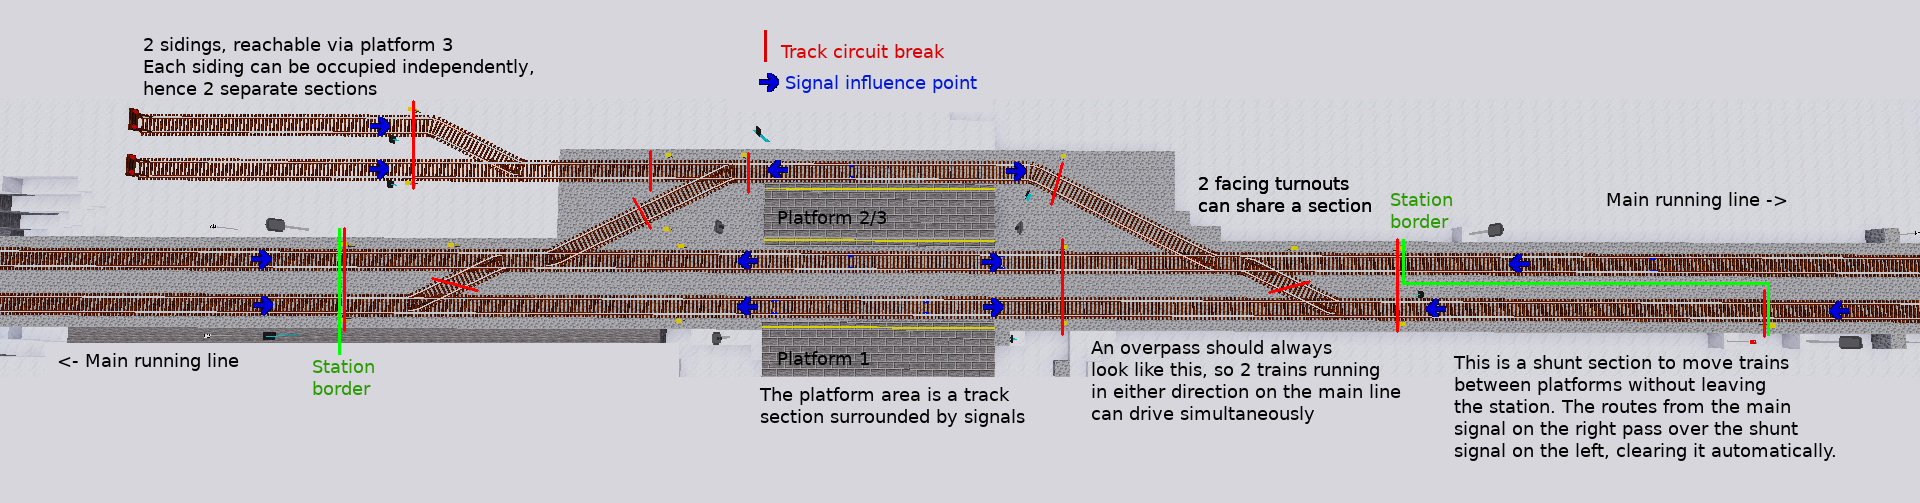 2 sidings, reachable via platform 3
Each siding can be occupied independently,
hence 2 separate sections
Track circuit break
Signal influence point
2 facing turnouts
can share a section
Station
border
Main running line ->
Platform 2/3
<- Main running line
Station
border
Platform 1
The platform area is a track
section surrounded by signals
An overpass should always
look like this, so 2 trains running
in either direction on the main line
can drive simultaneously
This is a shunt section to move trains
between platforms without leaving
the station. The routes from the main
signal on the right pass over the shunt
signal on the left, clearing it automatically.